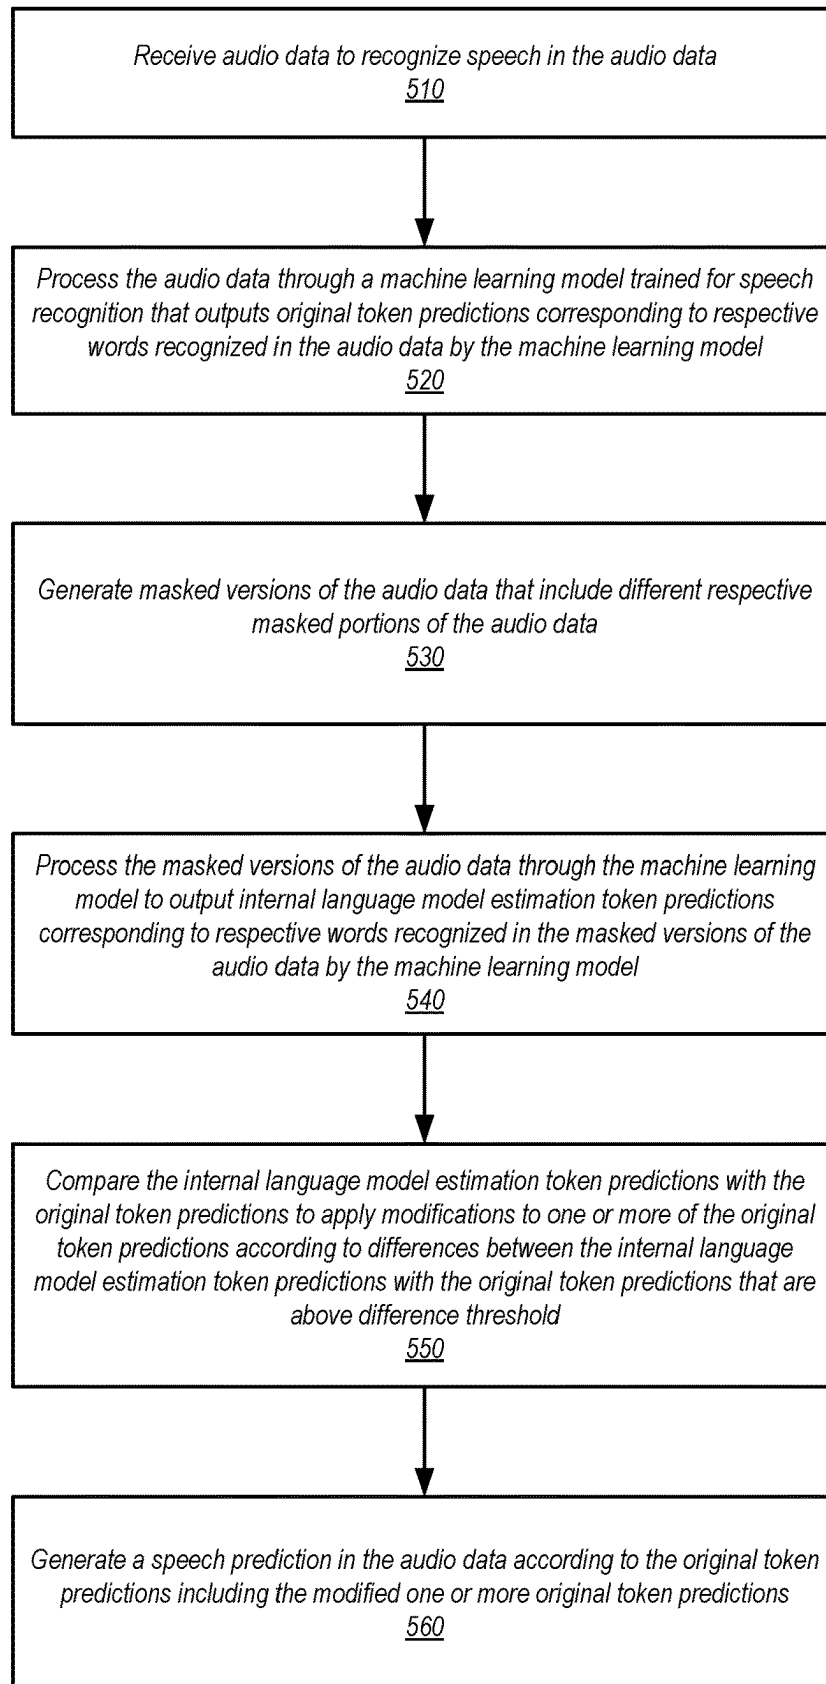 Receive audio data to recognize speech in the audio data
510
Process the audio data through a machine learning model trained for speech
recognition that outputs original token predictions corresponding to respective
words recognized in the audio data by the machine learning model
520
Generate masked versions of the audio data that include different respective
masked portions of the audio data
530
Process the masked versions of the audio data through the machine learning
model to output internal language model estimation token predictions
corresponding to respective words recognized in the masked versions of the
audio data by the machine learning model
540
Compare the internal language model estimation token predictions with the
original token predictions to apply modifications to one or more of the original
token predictions according to differences between the internal language
model estimation token predictions with the original token predictions that are
above difference threshold
550
Generate a speech prediction in the audio data according to the original token
predictions including the modified one or more original token predictions
560